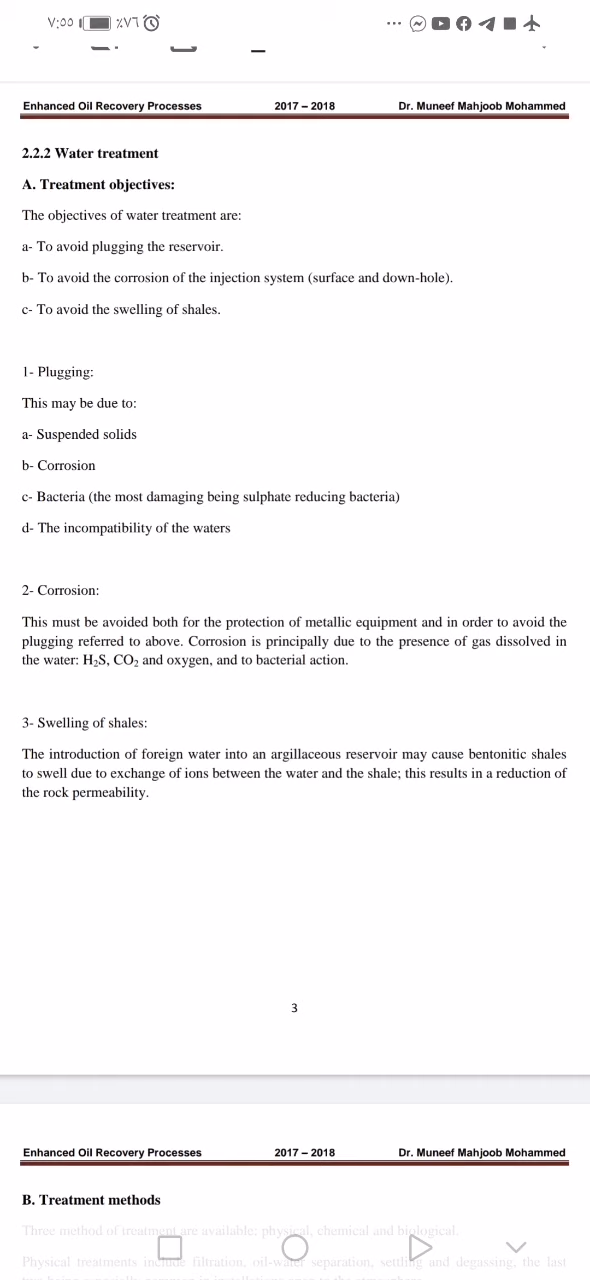 ٧:٥٥ ٪٧٦
Enhanced Oil Recovery Processes 2017 – 2018 Dr. Muneef Mahjoob Mohammed
2.2.2 Water treatment
A. Treatment objectives:
The objectives of water treatment are:
a- To avoid plugging the reservoir.
b- To avoid the corrosion of the injection system (surface and down-hole).
c- To avoid the swelling of shales.
1- Plugging:
This may be due to:
a- Suspended solids
b- Corrosion
c- Bacteria (the most damaging being sulphate reducing bacteria)
d- The incompatibility of the waters
2- Corrosion:
This must be avoided both for the protection of metallic equipment and in order to avoid the
plugging referred to above. Corrosion is principally due to the presence of gas dissolved in
the water: H₂S, CO₂ and oxygen, and to bacterial action.
3- Swelling of shales:
The introduction of foreign water into an argillaceous reservoir may cause bentonitic shales
to swell due to exchange of ions between the water and the shale; this results in a reduction of
the rock permeability.
3
Enhanced Oil Recovery Processes 2017 – 2018 Dr. Muneef Mahjoob Mohammed
B. Treatment methods
Three method of treatment are available: physical, chemical and biological.
Physical treatments include filtration, oil-water separation, settling and degassing, the last